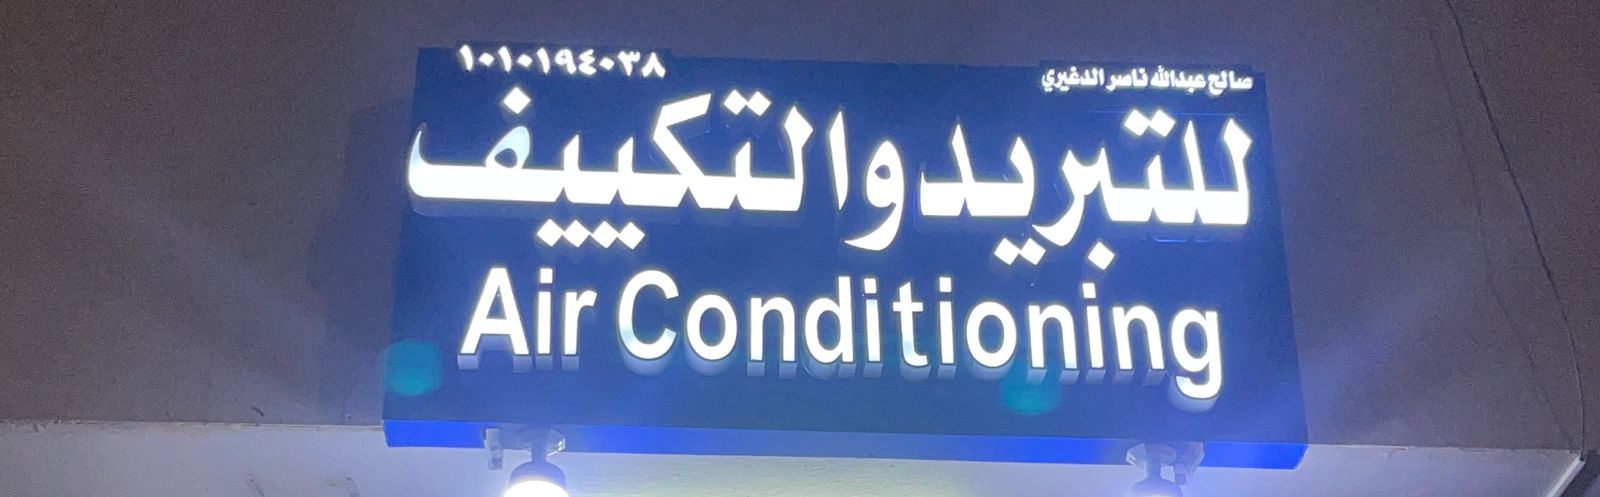 صالح عبدالله ناصر الدغيري
١٠١٠١٩٤٠٣٨
للتبريد والتكييف
Air Conditioning